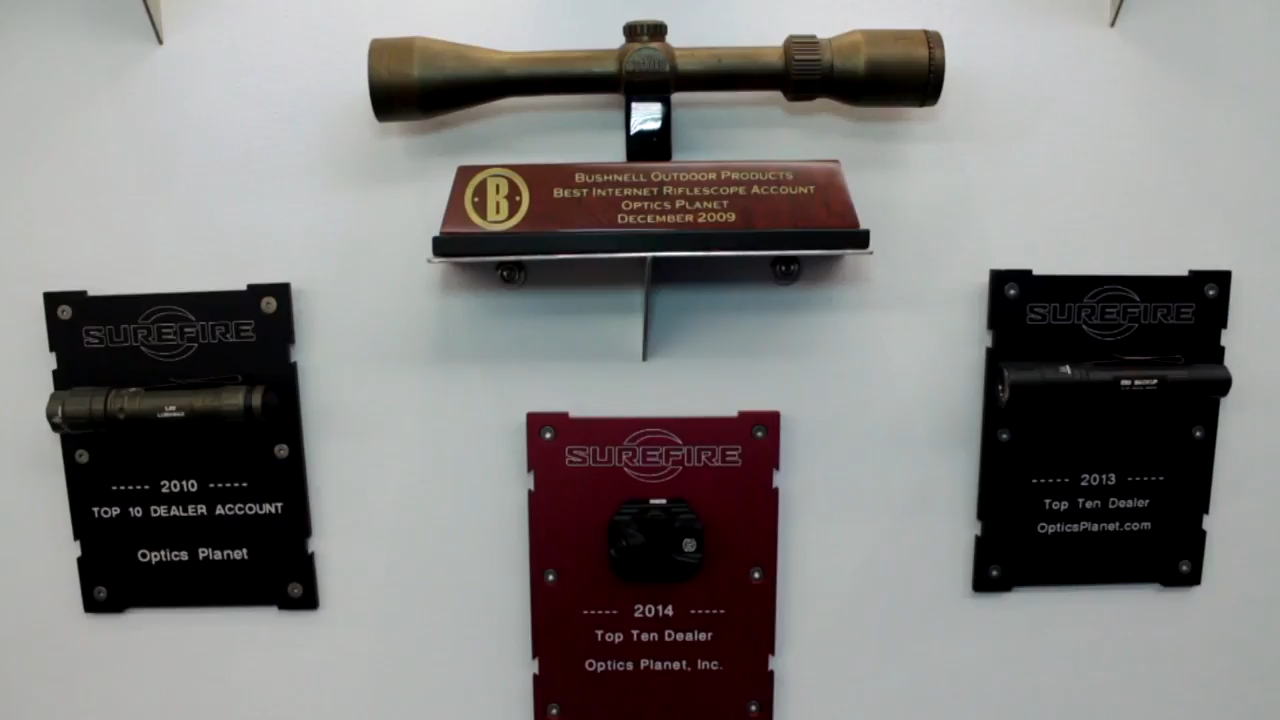 B
BUSHNELL OUTDOOR PRODUCTS
BEST INTERNET RIFLESCOPE ACCOUNT
OPTICS PLANET
DECEMBER 2009
SUREFIRE
----- 2010 -----
TOP 10 DEALER ACCOUNT
Optics Planet
SUREFIRE
----- 2014 -----
Top Ten Dealer
Optics Planet, Inc.
SUREFIRE
BACKUP
----- 2013 -----
Top Ten Dealer
OpticsPlanet.com